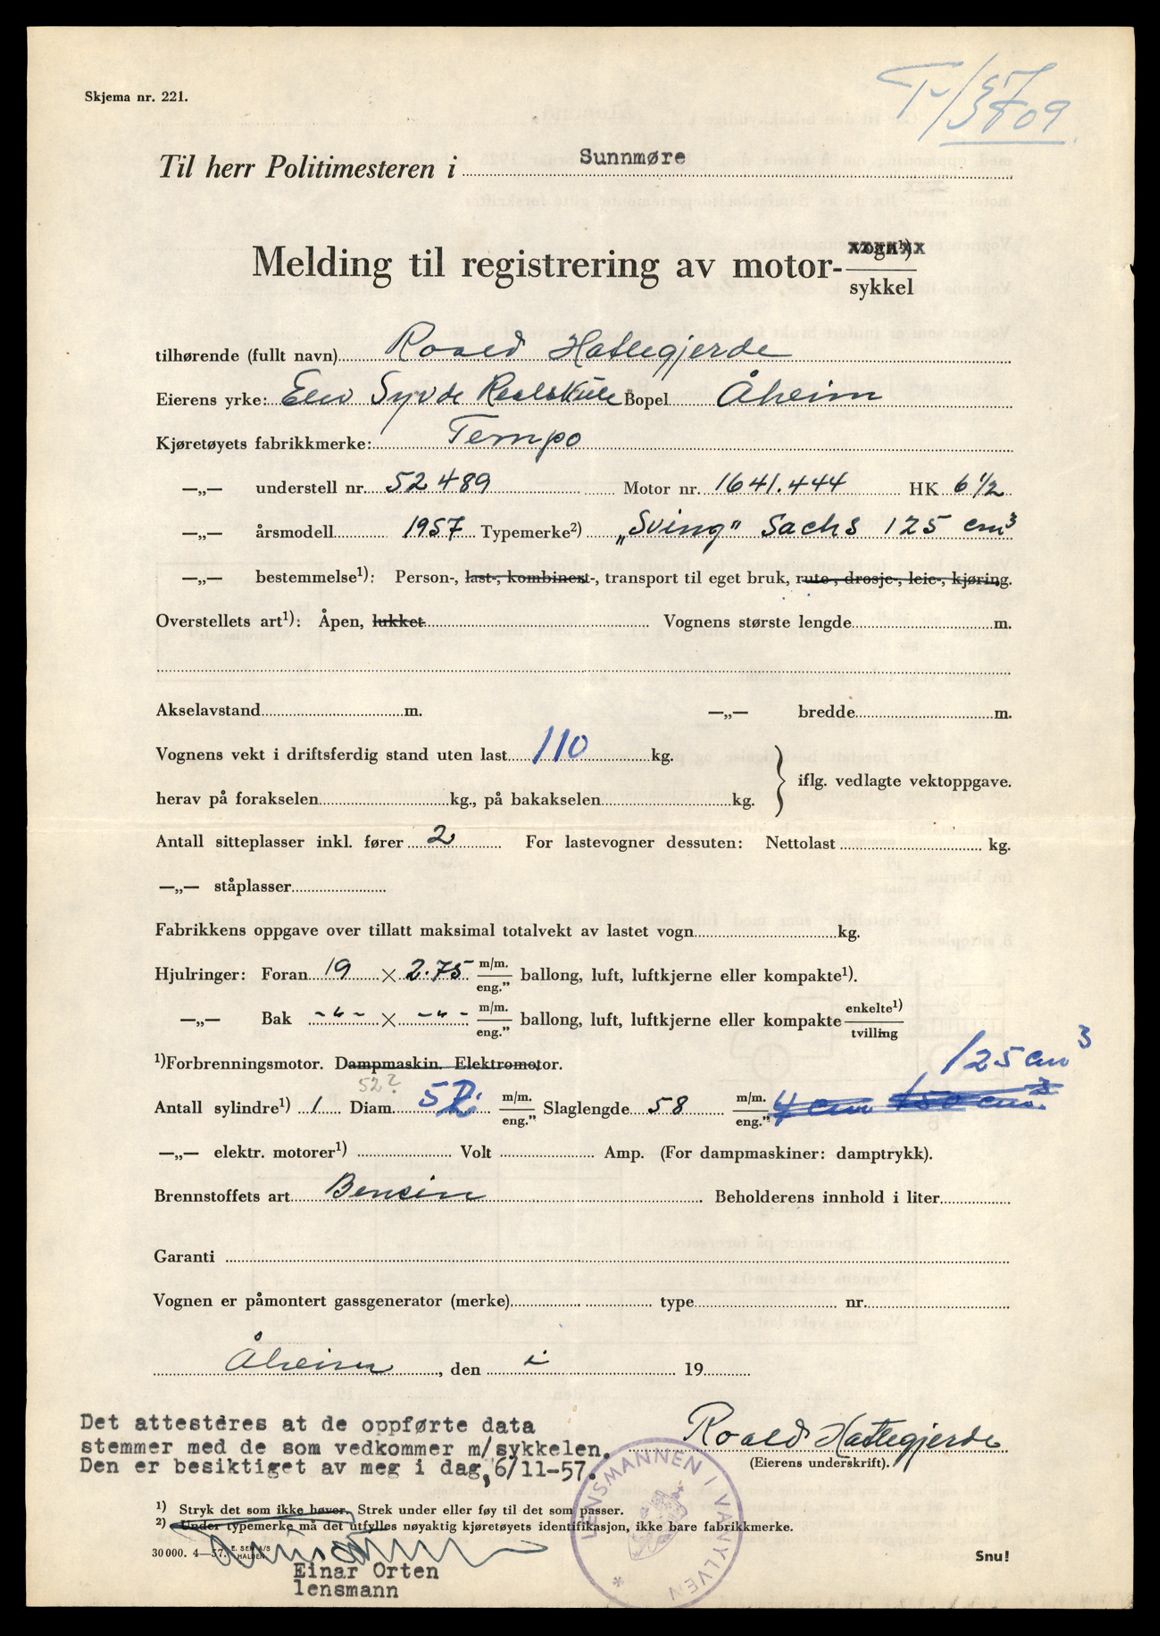 Skjema nr. 221.
Til herr Politimesteren i Sunnmøre
Melding til registrering av motor-vogn¹)
sykkel
tilhørende (fullt navn) Roald Hatlegjerde
Eierens yrke: Elev Syvde Realskule Bopel Åheim
Kjøretøyets fabrikkmerke: Tempo
—„— understell nr. 52489 Motor nr. 1641.444 HK 6 1/2
—„— årsmodell 1957 Typemerke²) „Sving" Sachs 125 cm³
—„— bestemmelse¹): Person-, last-, kombinert-, transport til eget bruk, rute-, drosje-, leie-, kjøring.
Overstellets art¹): Åpen, lukket Vognens største lengde m.
Akselavstand m. —„— bredde m.
Vognens vekt i driftsferdig stand uten last 110 kg.
iflg. vedlagte vektoppgave.
herav på forakselen kg., på bakakselen kg.
Antall sitteplasser inkl. fører 2 For lastevogner dessuten: Nettolast kg.
—„— ståplasser
Fabrikkens oppgave over tillatt maksimal totalvekt av lastet vogn kg.
Hjulringer: Foran 19 × 2.75 m/m. eng." ballong, luft, luftkjerne eller kompakte¹).
—„— Bak -"- × -"- m/m. eng." ballong, luft, luftkjerne eller kompakte enkelte¹) tvilling
¹)Forbrenningsmotor. Dampmaskin. Elektromotor.
125 cm³
52?
Antall sylindre¹) 1 Diam. 52 m/m. eng." Slaglengde 58 m/m. eng." 4 cm 150 cm³.
—„— elektr. motorer¹) Volt Amp. (For dampmaskiner: damptrykk).
Brennstoffets art Bensin Beholderens innhold i liter
Garanti
Vognen er påmontert gassgenerator (merke) type nr.
Åheim, den i 19
Det attesteres at de oppførte data
stemmer med de som vedkommer m/sykkelen.
Den er besiktiget av meg i dag, 6/11-57.
Roald Hatlegjerde
(Eierens underskrift).
LENSMANNEN I VANYLVEN *
¹) Stryk det som ikke høver. Strek under eller føy til det som passer.
²) Under typemerke må det utfylles nøyaktig kjøretøyets identifikasjon, ikke bare fabrikkmerke.
30000. 4—57. E. SEM A/S HALDEN
Snu!
Einar Orten
lensmann